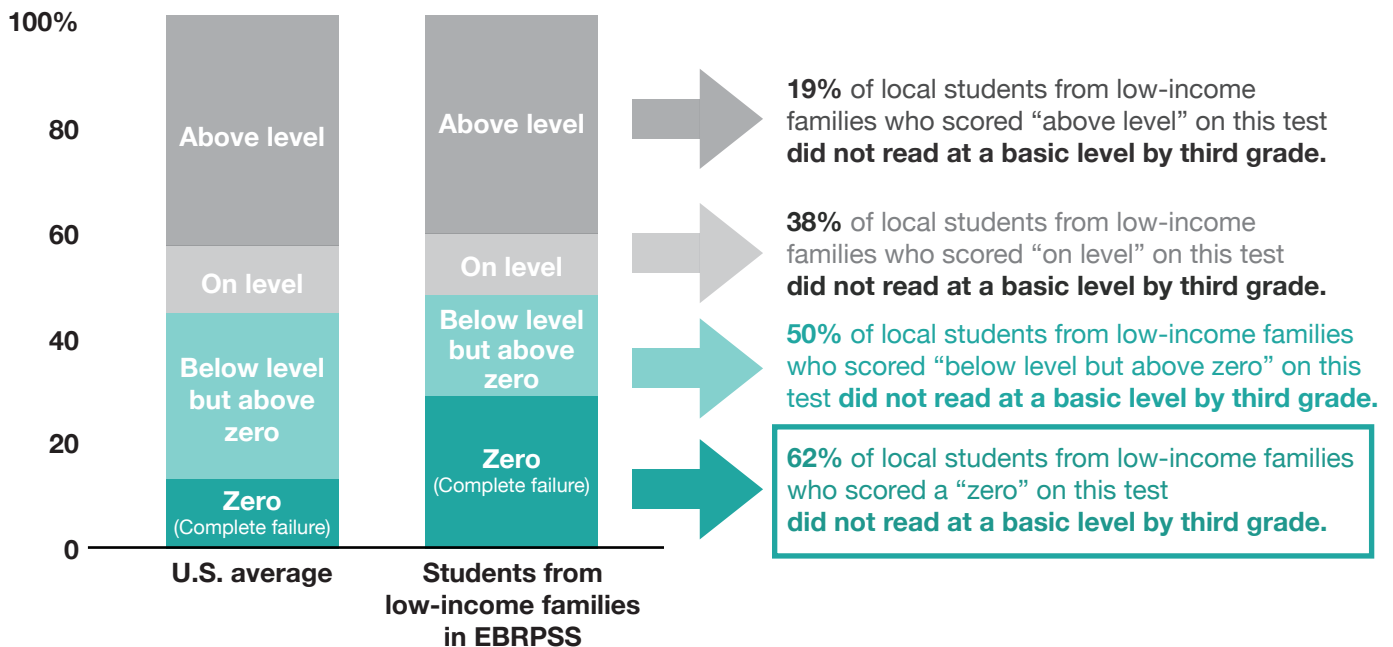 100%
80
60
40
20
0
Above level
On level
Below level
but above
zero
Zero
(Complete failure)
U.S. average
Above level
On level
Below level
but above
zero
Zero
(Complete failure)
Students from
low-income families
in EBRPSS
19% of local students from low-income
families who scored “above level” on this test
did not read at a basic level by third grade.
38% of local students from low-income
families who scored “on level” on this test
did not read at a basic level by third grade.
50% of local students from low-income families
who scored “below level but above zero” on this
test did not read at a basic level by third grade.
62% of local students from low-income families
who scored a “zero” on this test
did not read at a basic level by third grade.